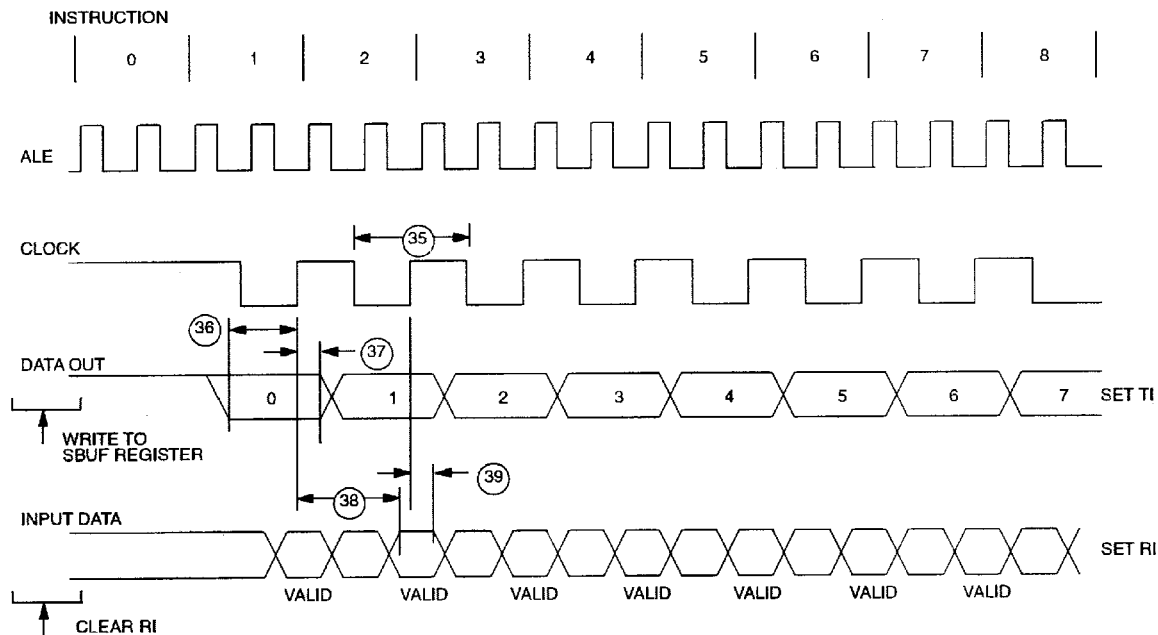 INSTRUCTION
0 1 2 3 4 5 6 7 8
ALE
CLOCK
35
36
37
DATA OUT
0 1 2 3 4 5 6 7
SET TI
WRITE TO
SBUF REGISTER
39
38
INPUT DATA
SET RI
VALID VALID VALID VALID VALID VALID VALID
CLEAR RI